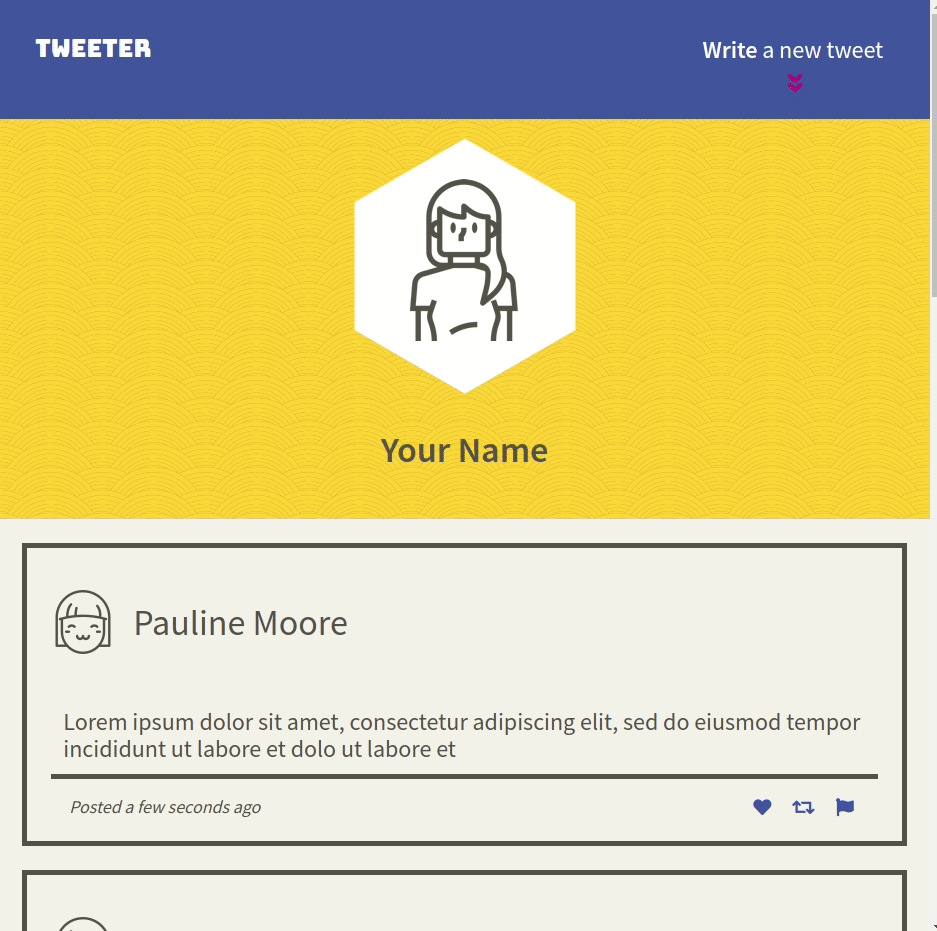 TWEETER
Write a new tweet
Your Name
Pauline Moore
Lorem ipsum dolor sit amet, consectetur adipiscing elit, sed do eiusmod tempor
incididunt ut labore et dolo ut labore et
Posted a few seconds ago